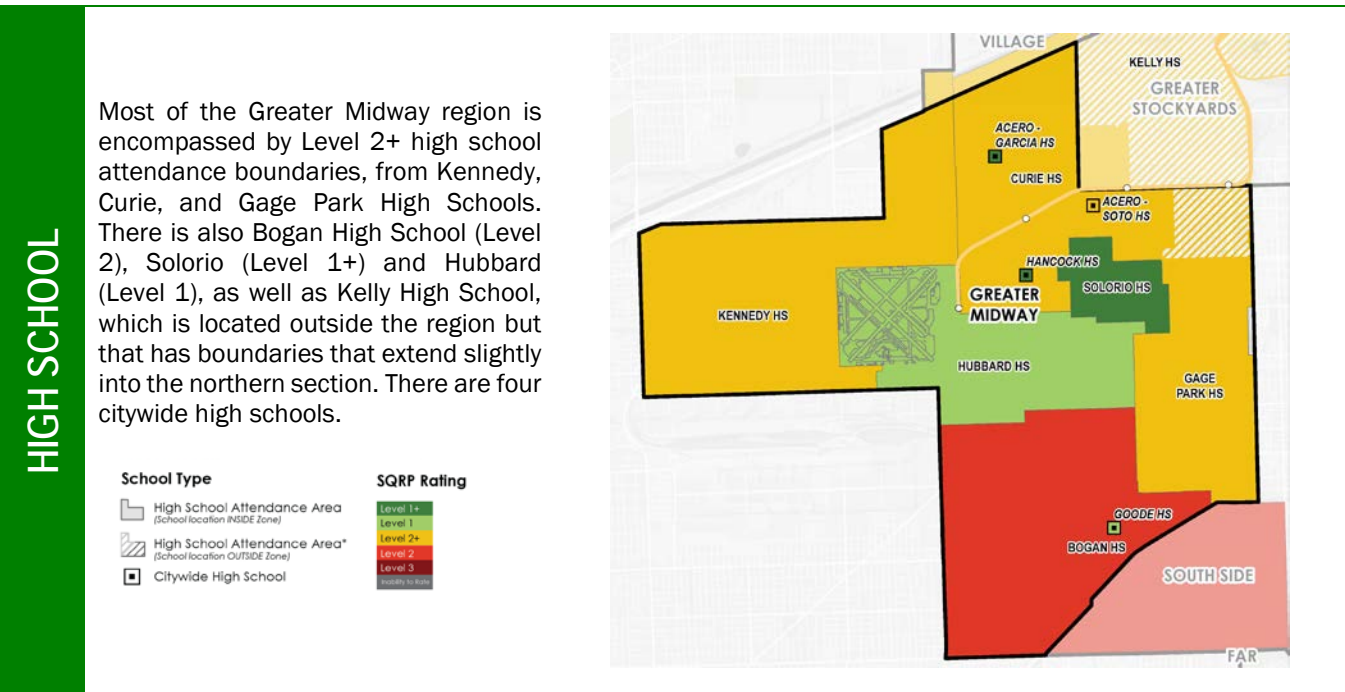 HIGH SCHOOL
Most of the Greater Midway region is
encompassed by Level 2+ high school
attendance boundaries, from Kennedy,
Curie, and Gage Park High Schools.
There is also Bogan High School (Level
2), Solorio (Level 1+) and Hubbard
(Level 1), as well as Kelly High School,
which is located outside the region but
that has boundaries that extend slightly
into the northern section. There are four
citywide high schools.
School Type
High School Attendance Area
(School location INSIDE Zone)
High School Attendance Area*
(School location OUTSIDE Zone)
Citywide High School
SQRP Rating
Level 1+
Level 1
Level 2+
Level 2
Level 3
Inability to Rate
VILLAGE
KELLY HS
GREATER
STOCKYARDS
ACERO -
GARCIA HS
CURIE HS
ACERO -
SOTO HS
HANCOCK HS
SOLORIO HS
GREATER
MIDWAY
KENNEDY HS
HUBBARD HS
GAGE
PARK HS
GOODE HS
BOGAN HS
SOUTH SIDE
FAR